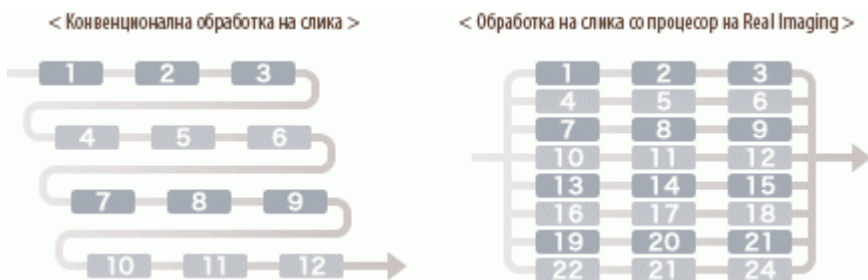 < Конвенционална обработка на слика >
1 2 3
4 5 6
7 8 9
10 11 12
< Обработка на слика со процесор на Real Imaging >
1 2 3
4 5 6
7 8 9
10 11 12
13 14 15
16 17 18
19 20 21
22 21 24